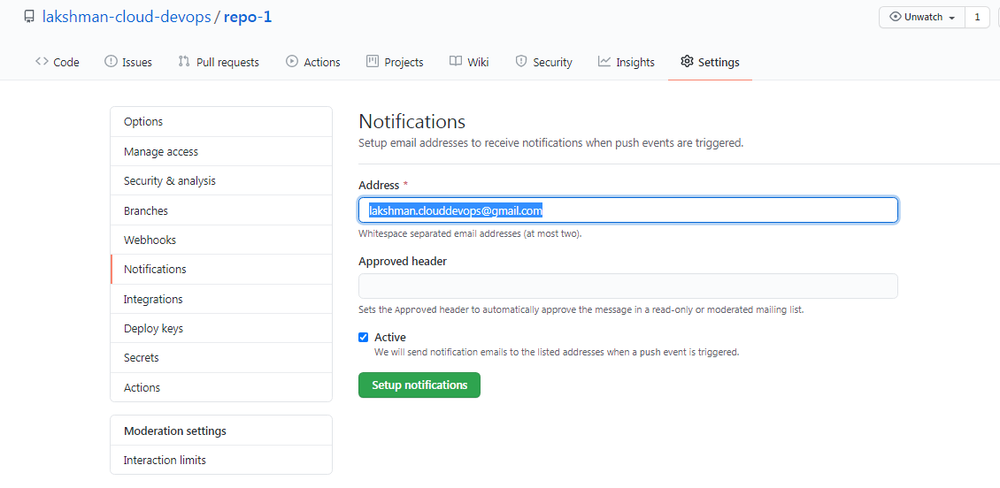 lakshman-cloud-devops / repo-1
Unwatch 1
Code Issues Pull requests Actions Projects Wiki Security Insights Settings
Options
Manage access
Security & analysis
Branches
Webhooks
Notifications
Integrations
Deploy keys
Secrets
Actions
Moderation settings
Interaction limits
Notifications
Setup email addresses to receive notifications when push events are triggered.
Address *
lakshman.clouddevops@gmail.com
Whitespace separated email addresses (at most two).
Approved header
Sets the Approved header to automatically approve the message in a read-only or moderated mailing list.
Active
We will send notification emails to the listed addresses when a push event is triggered.
Setup notifications